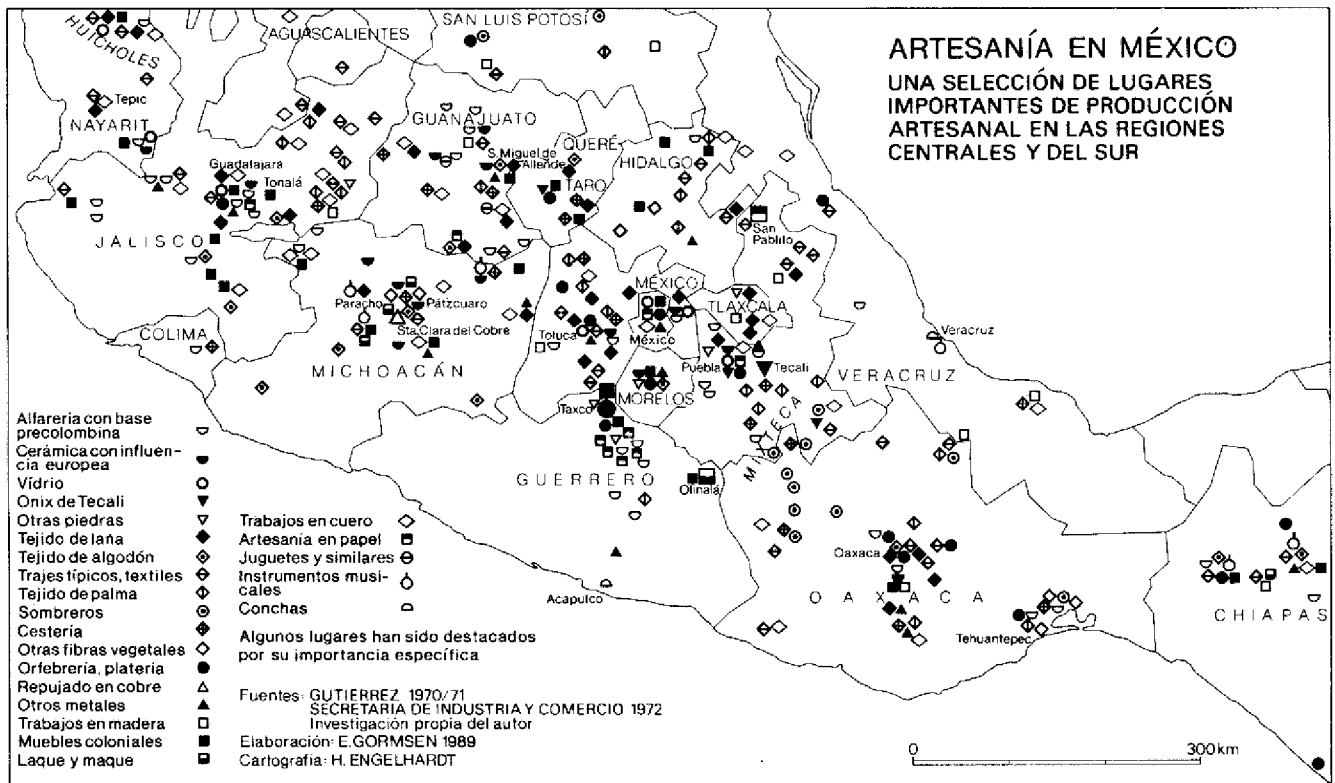 ARTESANÍA EN MÉXICO
UNA SELECCIÓN DE LUGARES
IMPORTANTES DE PRODUCCIÓN
ARTESANAL EN LAS REGIONES
CENTRALES Y DEL SUR
HUICHOLES
AGUASCALIENTES
SAN LUIS POTOSÍ
Tepic
NAYARIT
GUANAJUATO
QUERÉ
TARO
HIDALGO
S. Miguel de
Allende
Guadalajara
Tonalá
San
Pablito
JALISCO
MÉXICO
TLAXCALA
Paracho
Pátzcuaro
Sta. Clara del Cobre
COLIMA
Toluca
México
Veracruz
MICHOACÁN
Puebla
Tecali
VERACRUZ
MORELOS
Taxco
MIXTECA
GUERRERO
Olinalá
Oaxaca
OAXACA
Acapulco
Tehuantepec
CHIAPAS
Alfareria con base
precolombina
Cerámica con influen-
cia europea
Vídrio
Onix de Tecali
Otras piedras
Tejido de lana
Tejido de algodón
Trajes típicos, textiles
Tejido de palma
Sombreros
Cestería
Otras fibras vegetales
Orfebrería, plateria
Repujado en cobre
Otros metales
Trabajos en madera
Muebles coloniales
Laque y maque
Trabajos en cuero
Artesanía en papel
Juguetes y similares
Instrumentos musi-
cales
Conchas
Algunos lugares han sido destacados
por su importancia específica
Fuentes: GUTIERREZ 1970/71
SECRETARIA DE INDUSTRIA Y COMERCIO 1972
Investigación propia del autor
Elaboración: E. GORMSEN 1989
Cartografia: H. ENGELHARDT
0 300 km